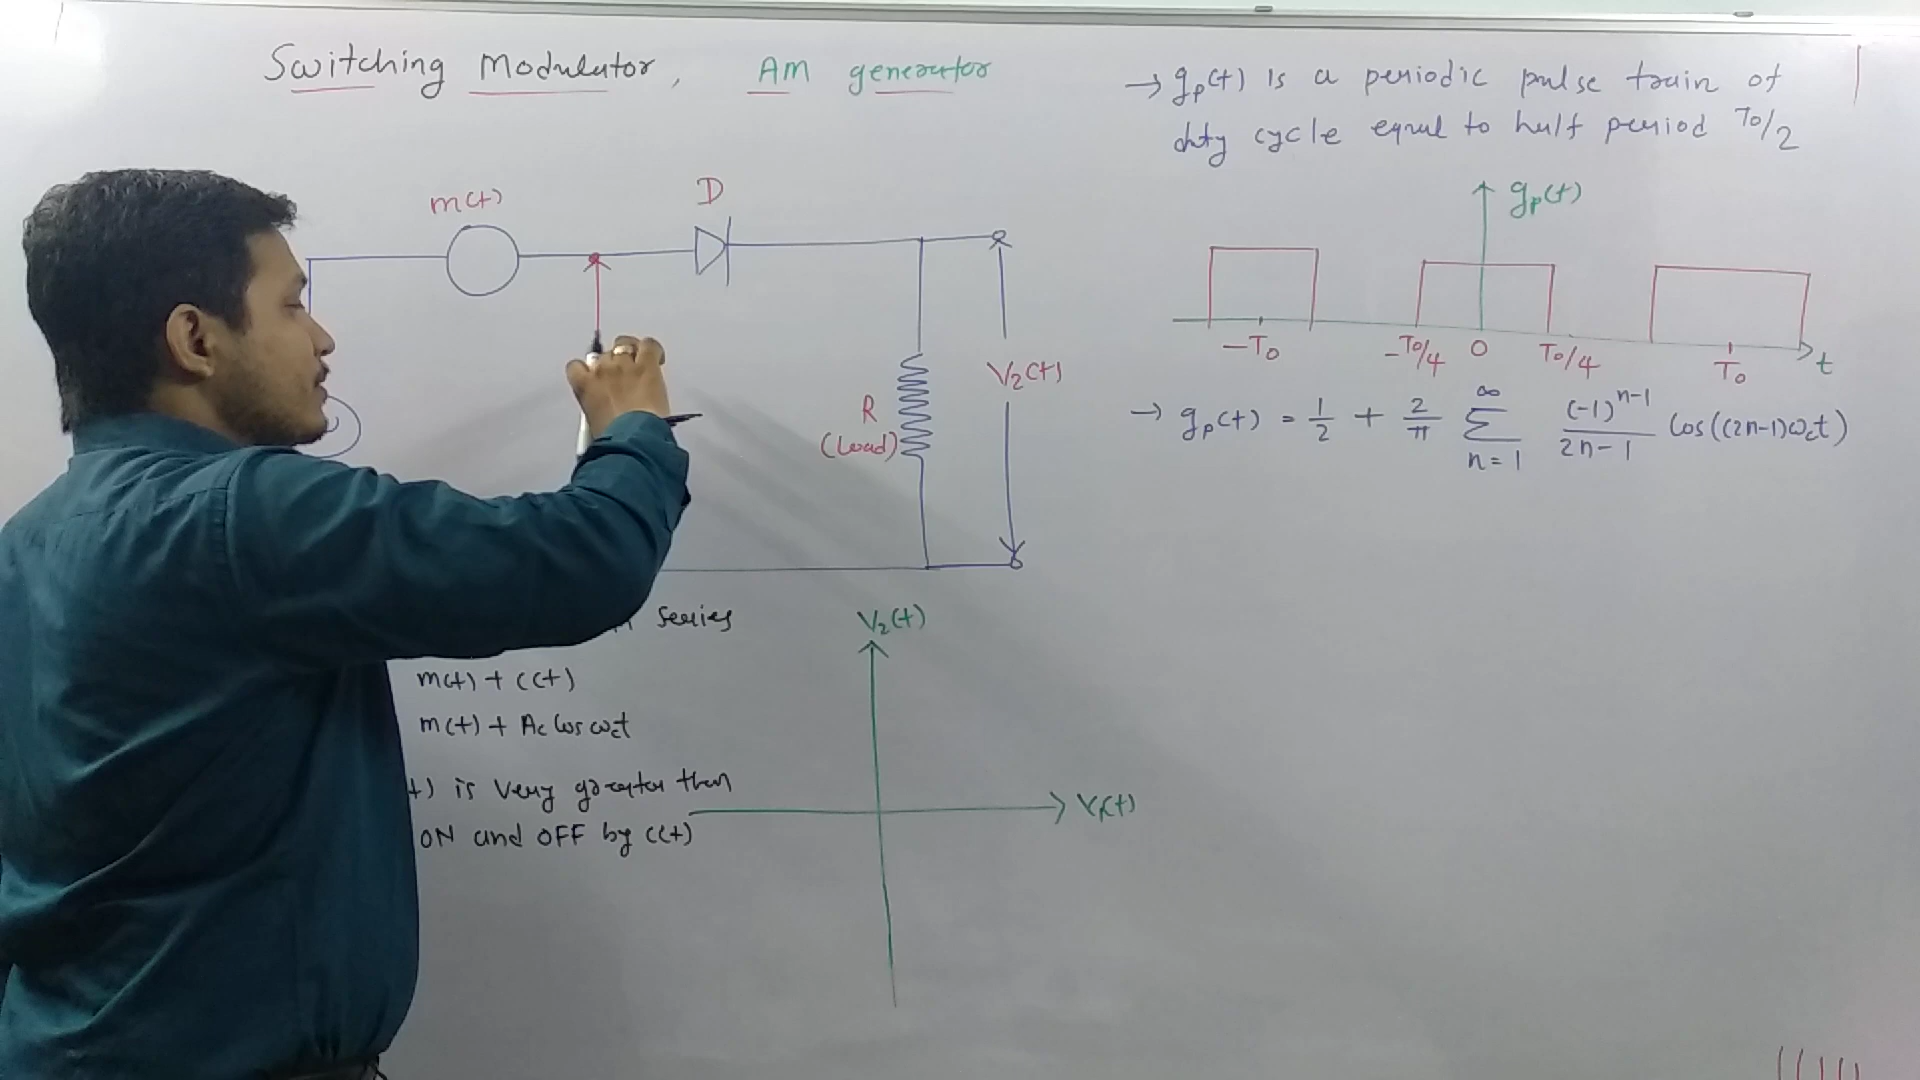 Switching Modulator, AM generator
m(t)
D
R
(Load)
V₂(t)
series
m(t) + c(t)
m(t) + Ac Cos ωct
t) is very greater then
ON and OFF by c(t)
V₂(t)
V₁(t)
→ gp(t) is a periodic pulse train of
duty cycle equal to half period T₀/2
gp(t)
-T₀ -T₀/4 0 T₀/4 T₀ t
→ gp(t) = 1/2 + 2/π ∑_{n=1}^{∞} (-1)^{n-1}/(2n-1) Cos((2n-1)ωct)